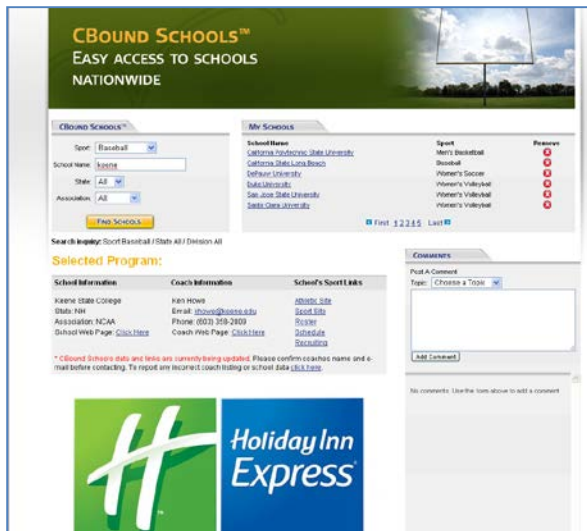 CBOUND SCHOOLS™
EASY ACCESS TO SCHOOLS
NATIONWIDE
CBOUND SCHOOLS™
Sport: Baseball
School Name: keene
State: All
Association: All
FIND SCHOOLS
MY SCHOOLS
School Name Sport Remove
California Polytechnic State University Men's Basketball
California State Long Beach Baseball
DePauw University Women's Soccer
Duke University Women's Volleyball
San Jose State University Women's Volleyball
Santa Clara University Women's Volleyball
First 1 2 3 4 5 Last
Search inquiry: Sport Baseball / State All / Division All
Selected Program:
School Information Coach Information School's Sport Links
Keene State College Ken Howe Athletic Site
State: NH Email: khowe@keene.edu Sport Site
Association: NCAA Phone: (603) 358-2809 Roster
School Web Page: Click Here Coach Web Page: Click Here Schedule
Recruiting
* CBound Schools data and links are currently being updated. Please confirm coaches name and e-
mail before contacting. To report any incorrect coach listing or school data click here.
COMMENTS
Post A Comment
Topic: Choose a Topic
Add Comment
No comments. Use the form above to add a comment
H
Holiday Inn
Express